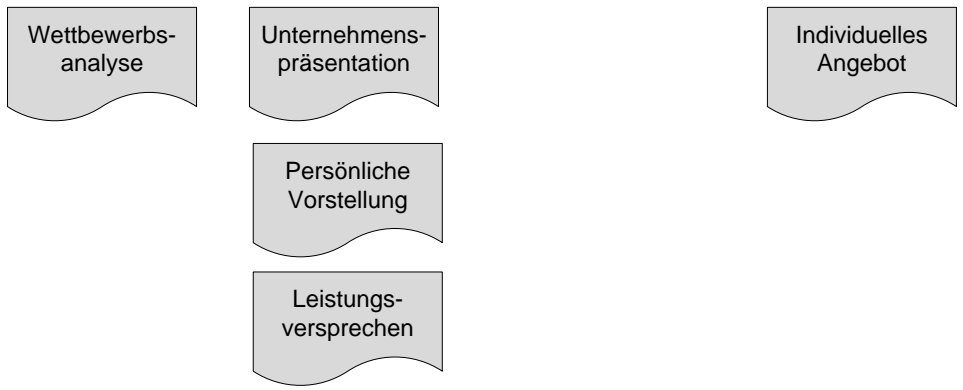 Wettbewerbs-
analyse
Unternehmens-
präsentation
Individuelles
Angebot
Persönliche
Vorstellung
Leistungs-
versprechen